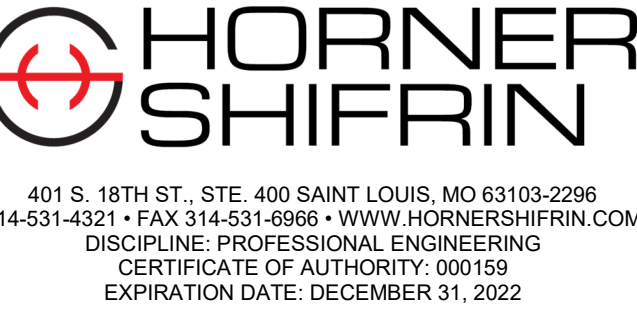 HORNER
SHIFRIN
401 S. 18TH ST., STE. 400 SAINT LOUIS, MO 63103-2296
14-531-4321 • FAX 314-531-6966 • WWW.HORNERSHIFRIN.COM
DISCIPLINE: PROFESSIONAL ENGINEERING
CERTIFICATE OF AUTHORITY: 000159
EXPIRATION DATE: DECEMBER 31, 2022